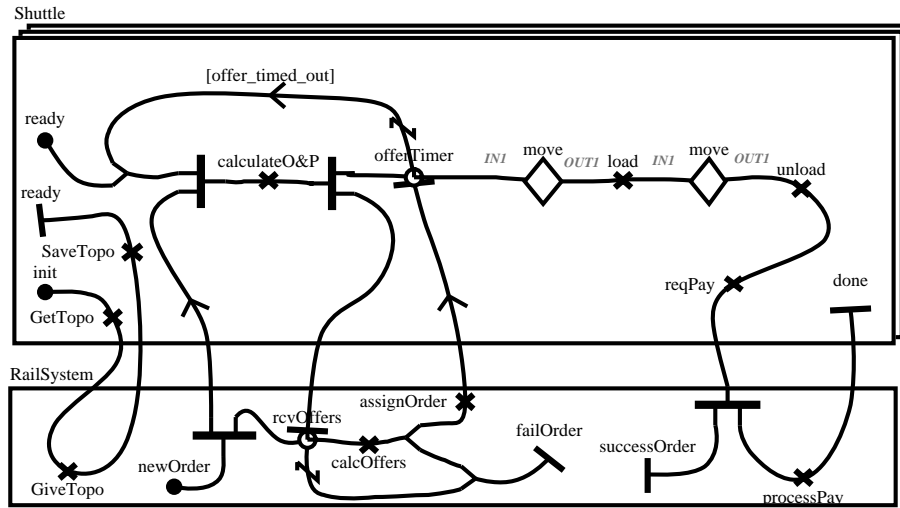 Shuttle
[offer_timed_out]
ready
calculateO&P
offerTimer
IN1
move
OUT1
load
IN1
move
OUT1
unload
ready
SaveTopo
init
GetTopo
reqPay
done
RailSystem
assignOrder
rcvOffers
failOrder
calcOffers
successOrder
newOrder
GiveTopo
processPay